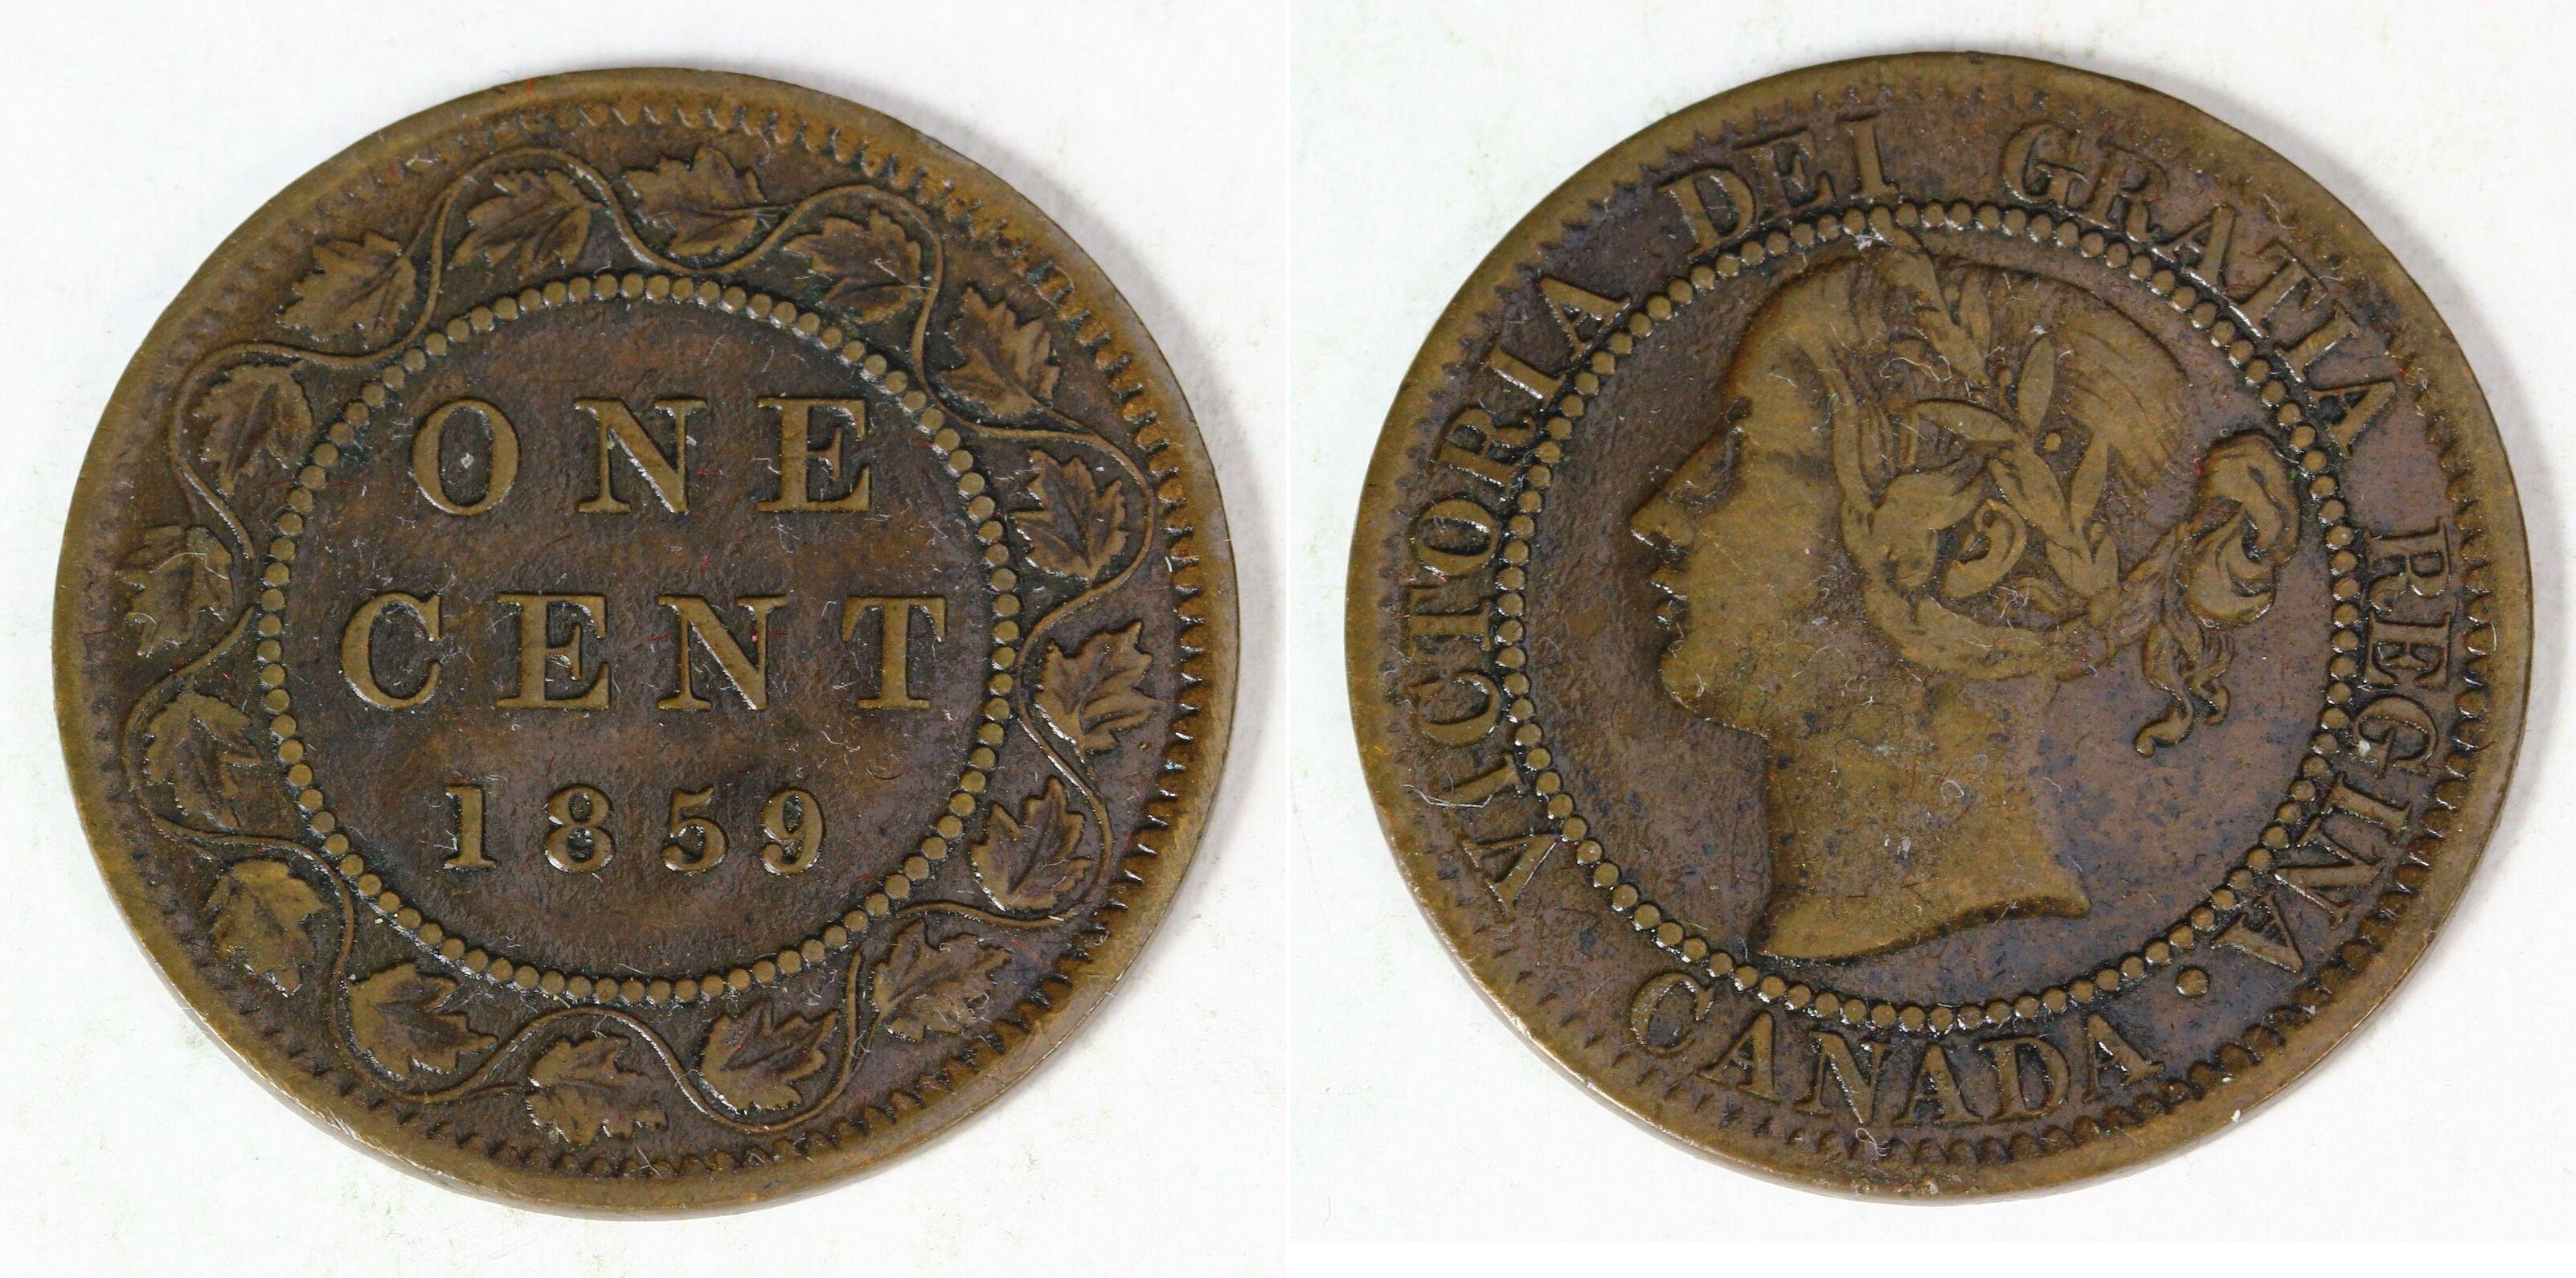 ONE
CENT
1859
VICTORIA DEI GRATIA REGINA.
CANADA